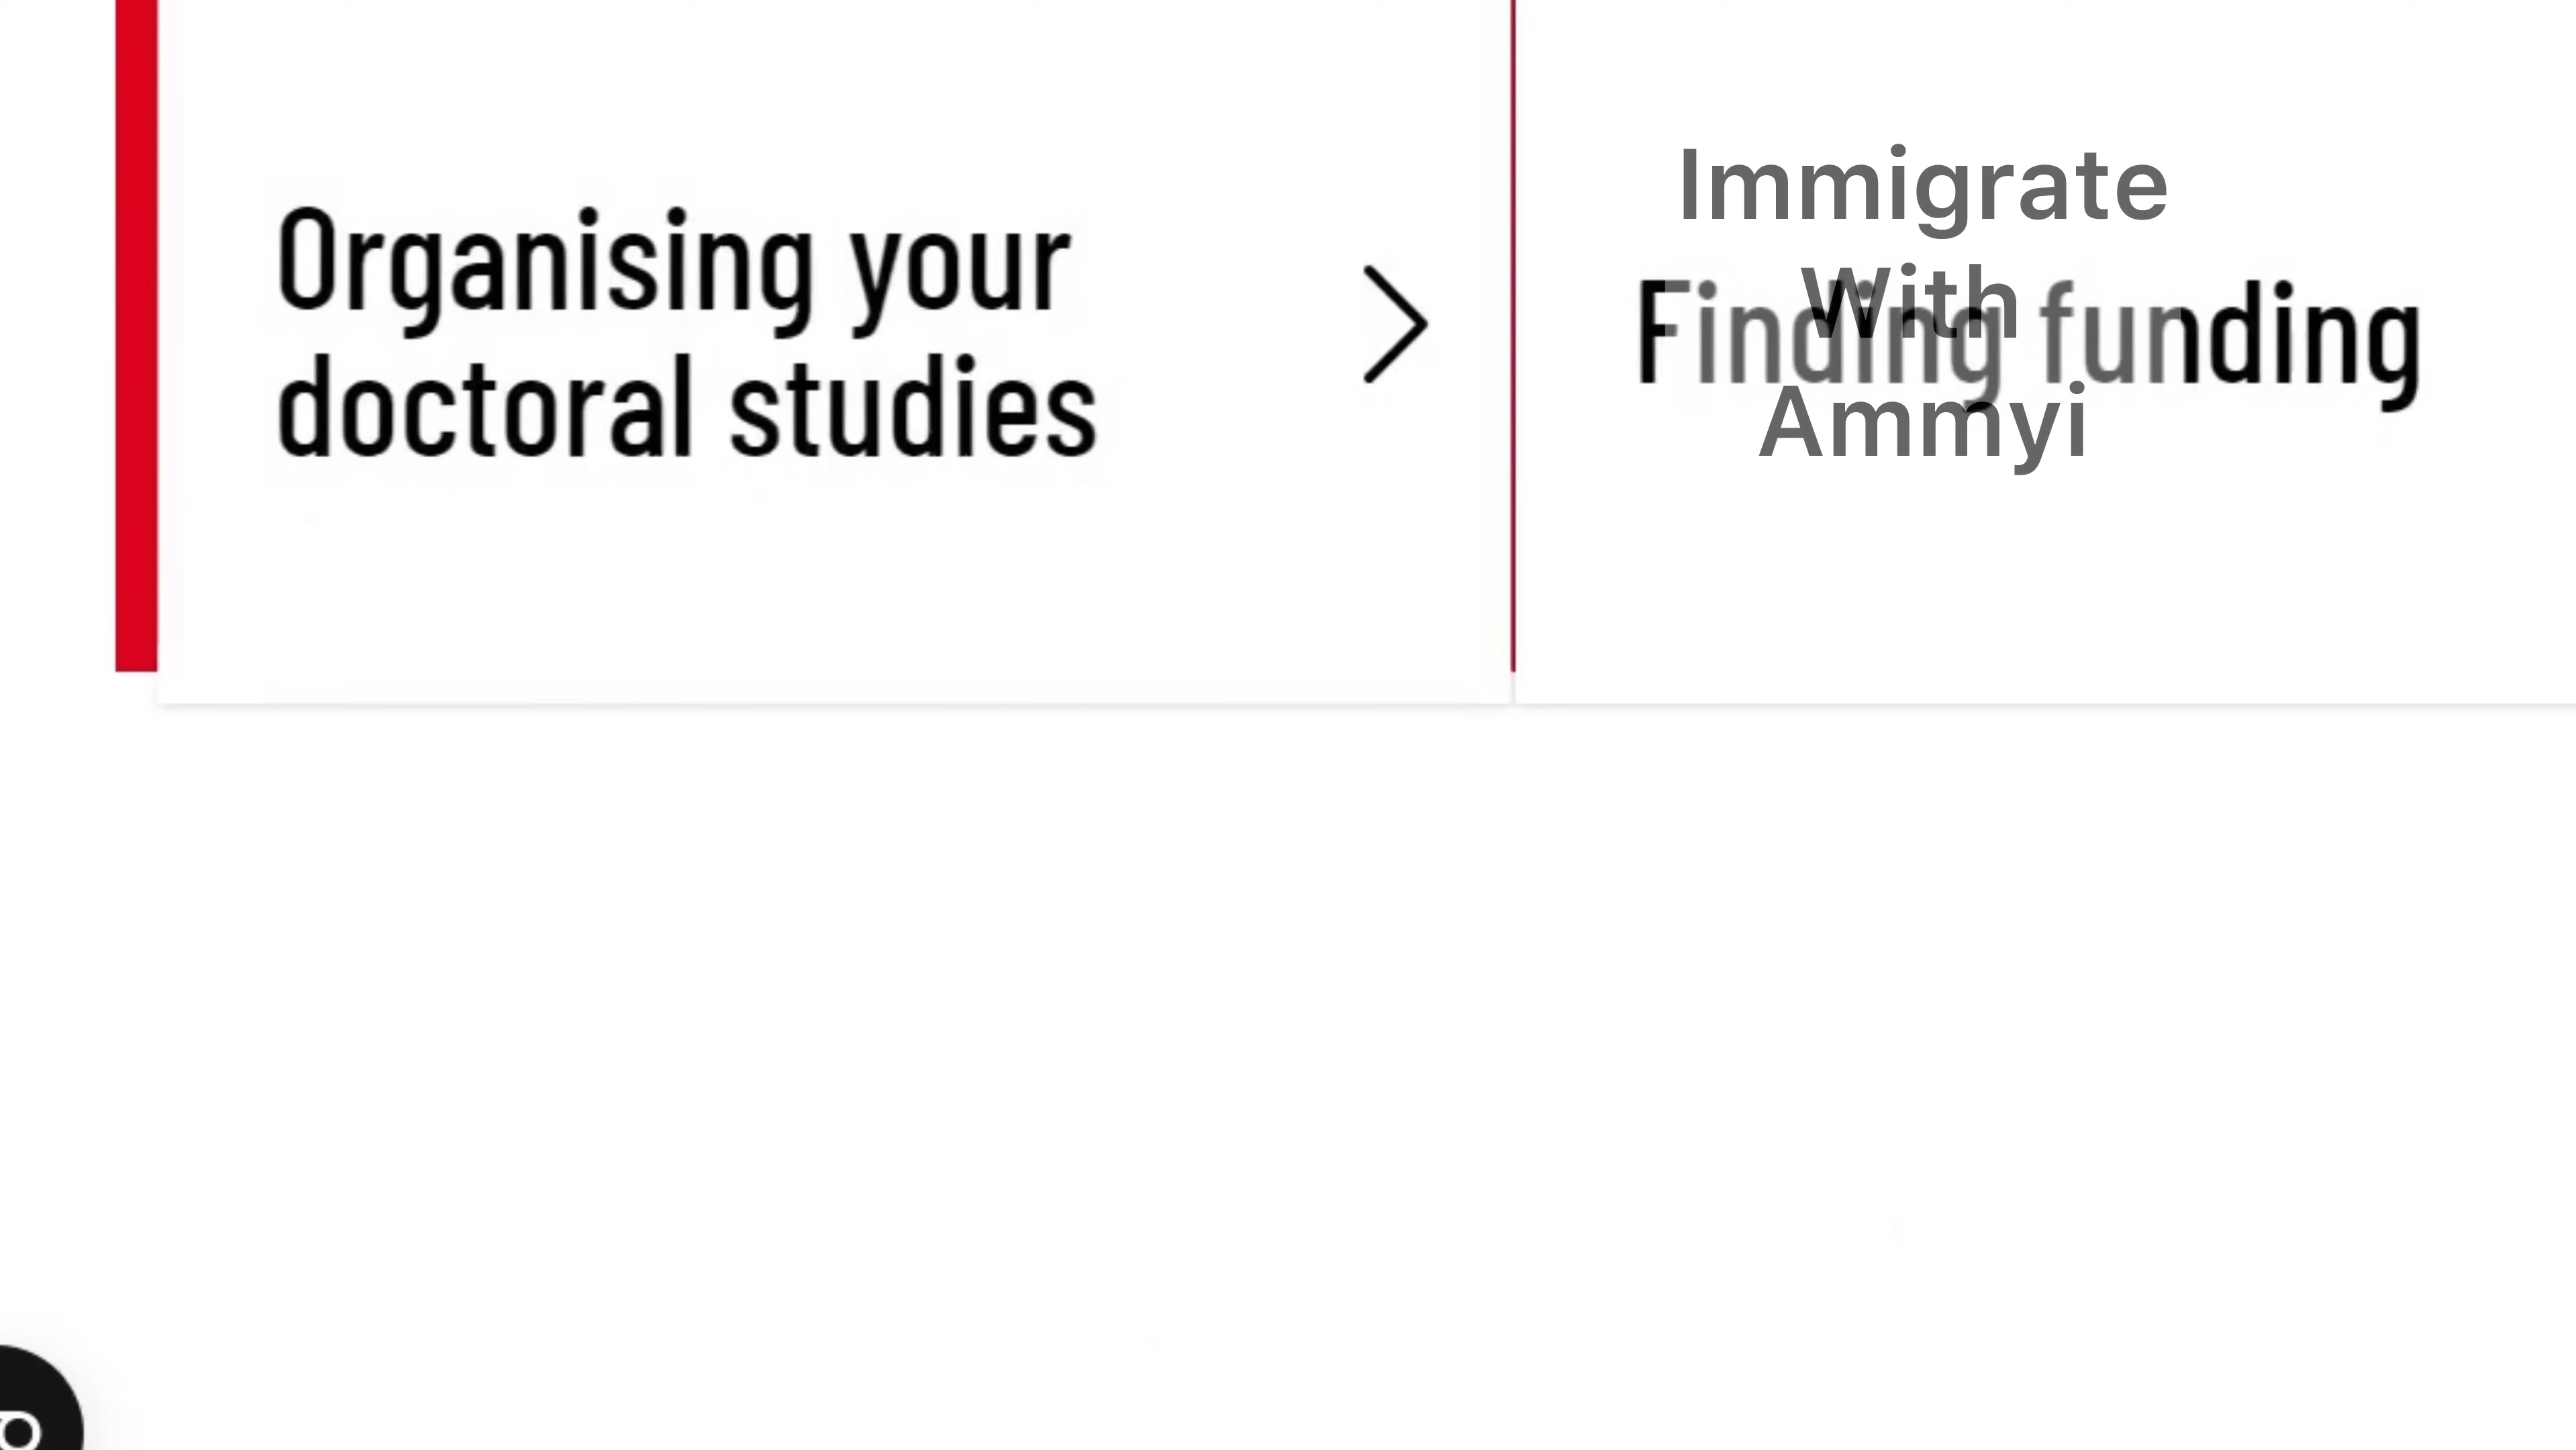 Organising your
doctoral studies
Immigrate
With
Ammyi
Finding funding